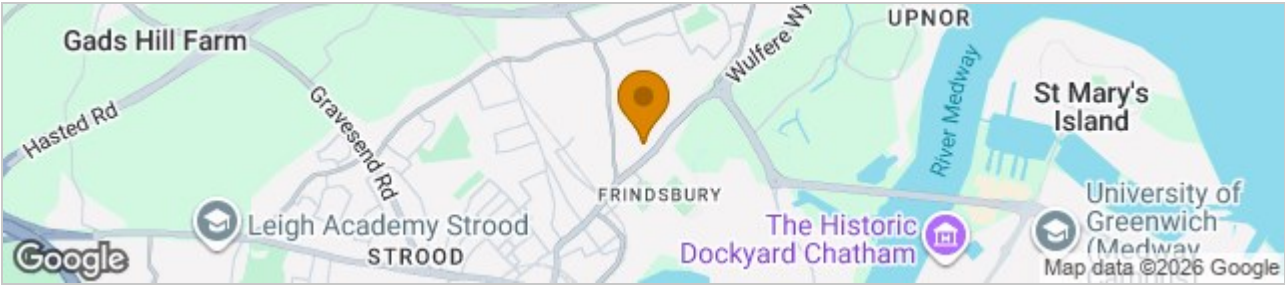 UPNOR
Gads Hill Farm
Wulfere Wy
St Mary's
Island
Hasted Rd
Gravesend Rd
River Medway
FRINDSBURY
University of
Greenwich
(Medway
Leigh Academy Strood
The Historic
Dockyard Chatham
STROOD
Google
Map data ©2026 Google